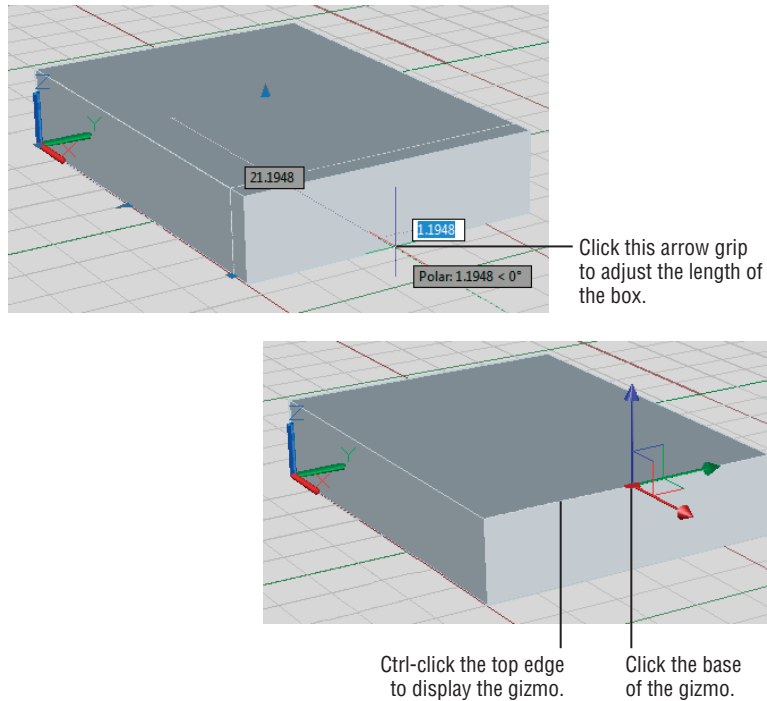 Z
Y
X
21.1948
1.1948
Polar: 1.1948 < 0°
Click this arrow grip
to adjust the length of
the box.
Z
Y
X
Ctrl-click the top edge
to display the gizmo.
Click the base
of the gizmo.